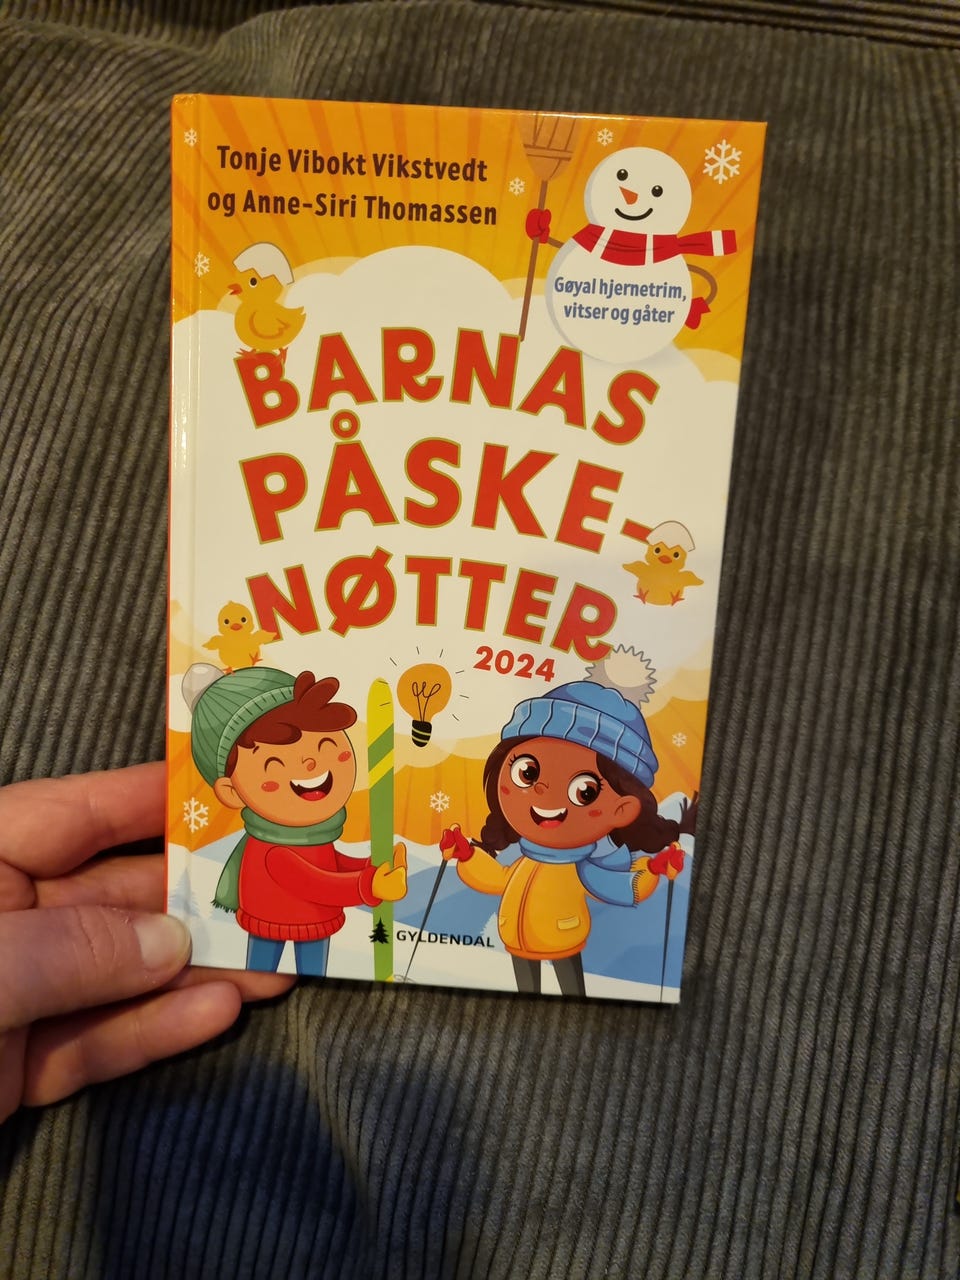 Tonje Vibokt Vikstvedt
og Anne-Siri Thomassen
Gøyal hjernetrim,
vitser og gåter
BARNAS
PÅSKE-
NØTTER
2024
GYLDENDAL